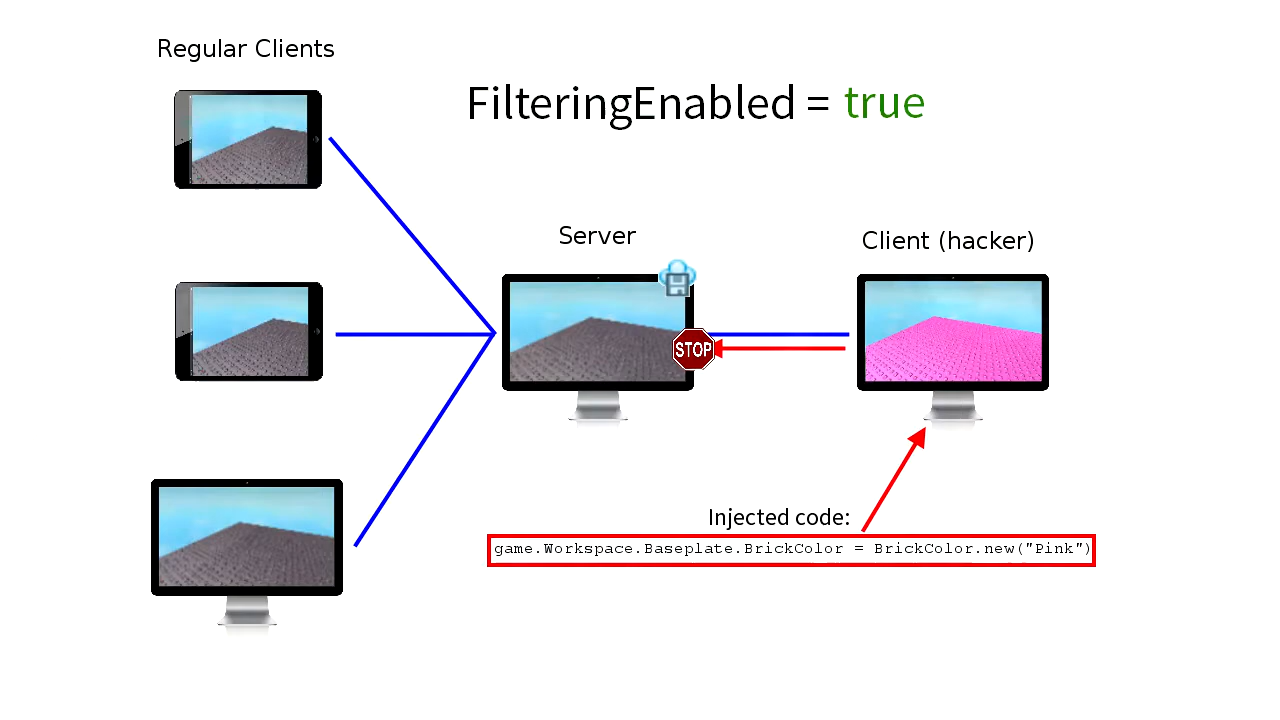 Regular Clients
FilteringEnabled = true
Server
Client (hacker)
STOP
Injected code:
game.Workspace.Baseplate.BrickColor = BrickColor.new("Pink")